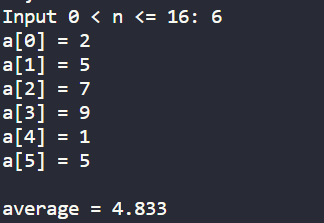 Input 0 < n <= 16: 6
a[0] = 2
a[1] = 5
a[2] = 7
a[3] = 9
a[4] = 1
a[5] = 5
average = 4.833